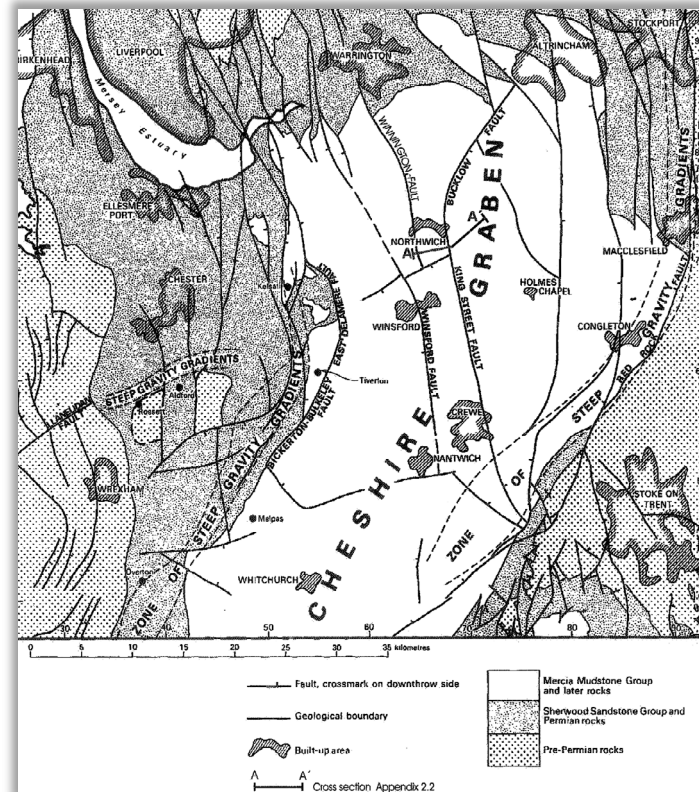 STOCKPORT
LIVERPOOL
ALTRINCHAM
WARRINGTON
BIRKENHEAD
Mersey
Estuary
WINNINGTON FAULT
BUCKLOW FAULT
GRADIENTS
ELLESMERE
PORT
A'
NORTHWICH
A
MACCLESFIELD
CHESTER
Kelsall
EAST DELAMERE FAULT
KING STREET FAULT
HOLMES
CHAPEL
WINSFORD
WINSFORD FAULT
CONGLETON
GRAVITY
RED ROCK FAULT
STEEP GRAVITY GRADIENTS
Tiverton
Aldford
Rossett
BICKERTON-BULKELEY
FAULT
CREWE
STEEP
NANTWICH
OF
ZONE
WREXHAM
STOKE ON
TRENT
Malpas
Overton
WHITCHURCH
ZONE OF STEEP GRAVITY GRADIENTS
CHESHIRE GRABEN
30 40 50 60 70 80
0 5 10 15 20 25 30 35 kilometres
Fault, crossmark on downthrow side
Geological boundary
Built-up area
A A'
Cross section Appendix 2.2
Mercia Mudstone Group
and later rocks
Sherwood Sandstone Group and
Permian rocks
Pre-Permian rocks